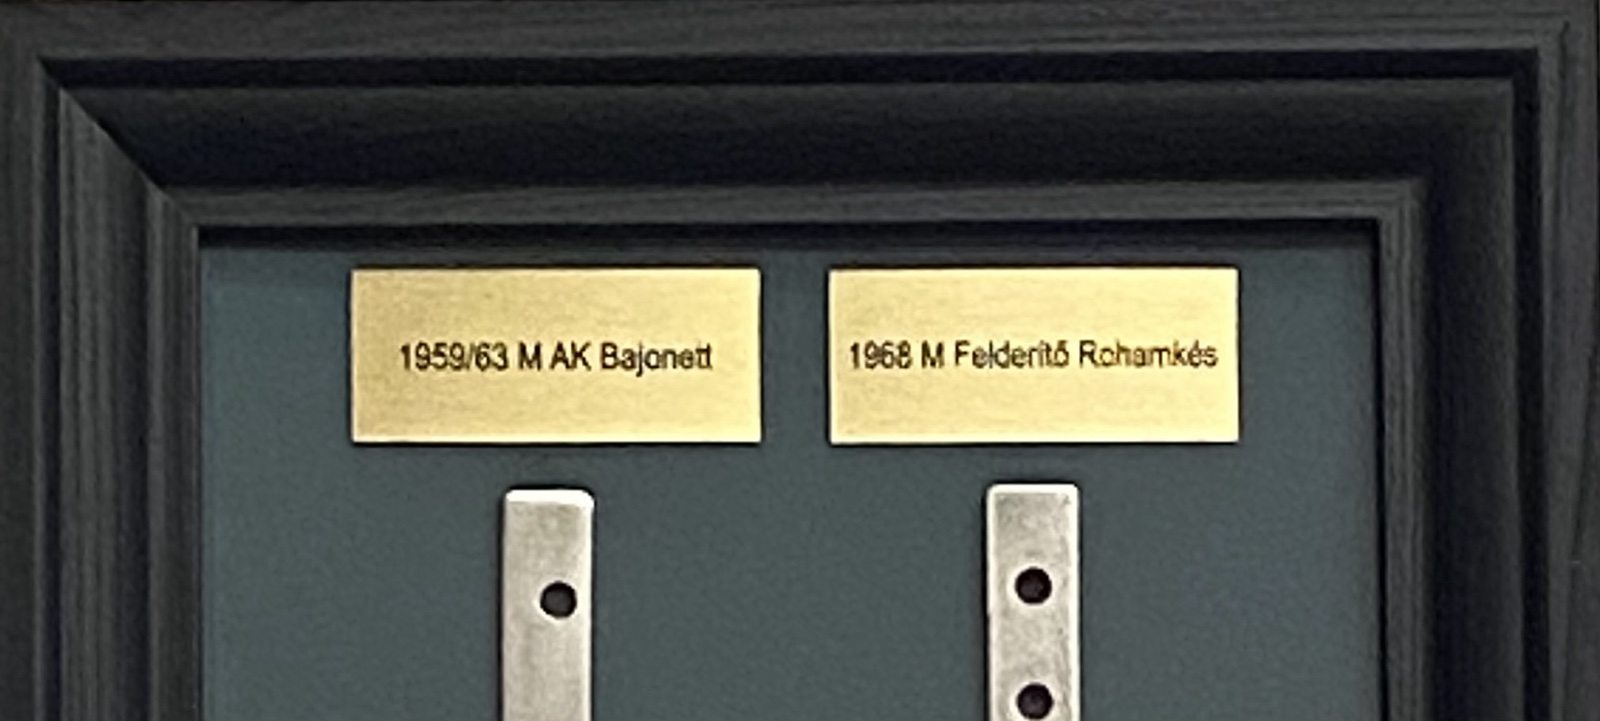 1959/63 M AK Bajonett
1968 M Felderítő Rohamkés